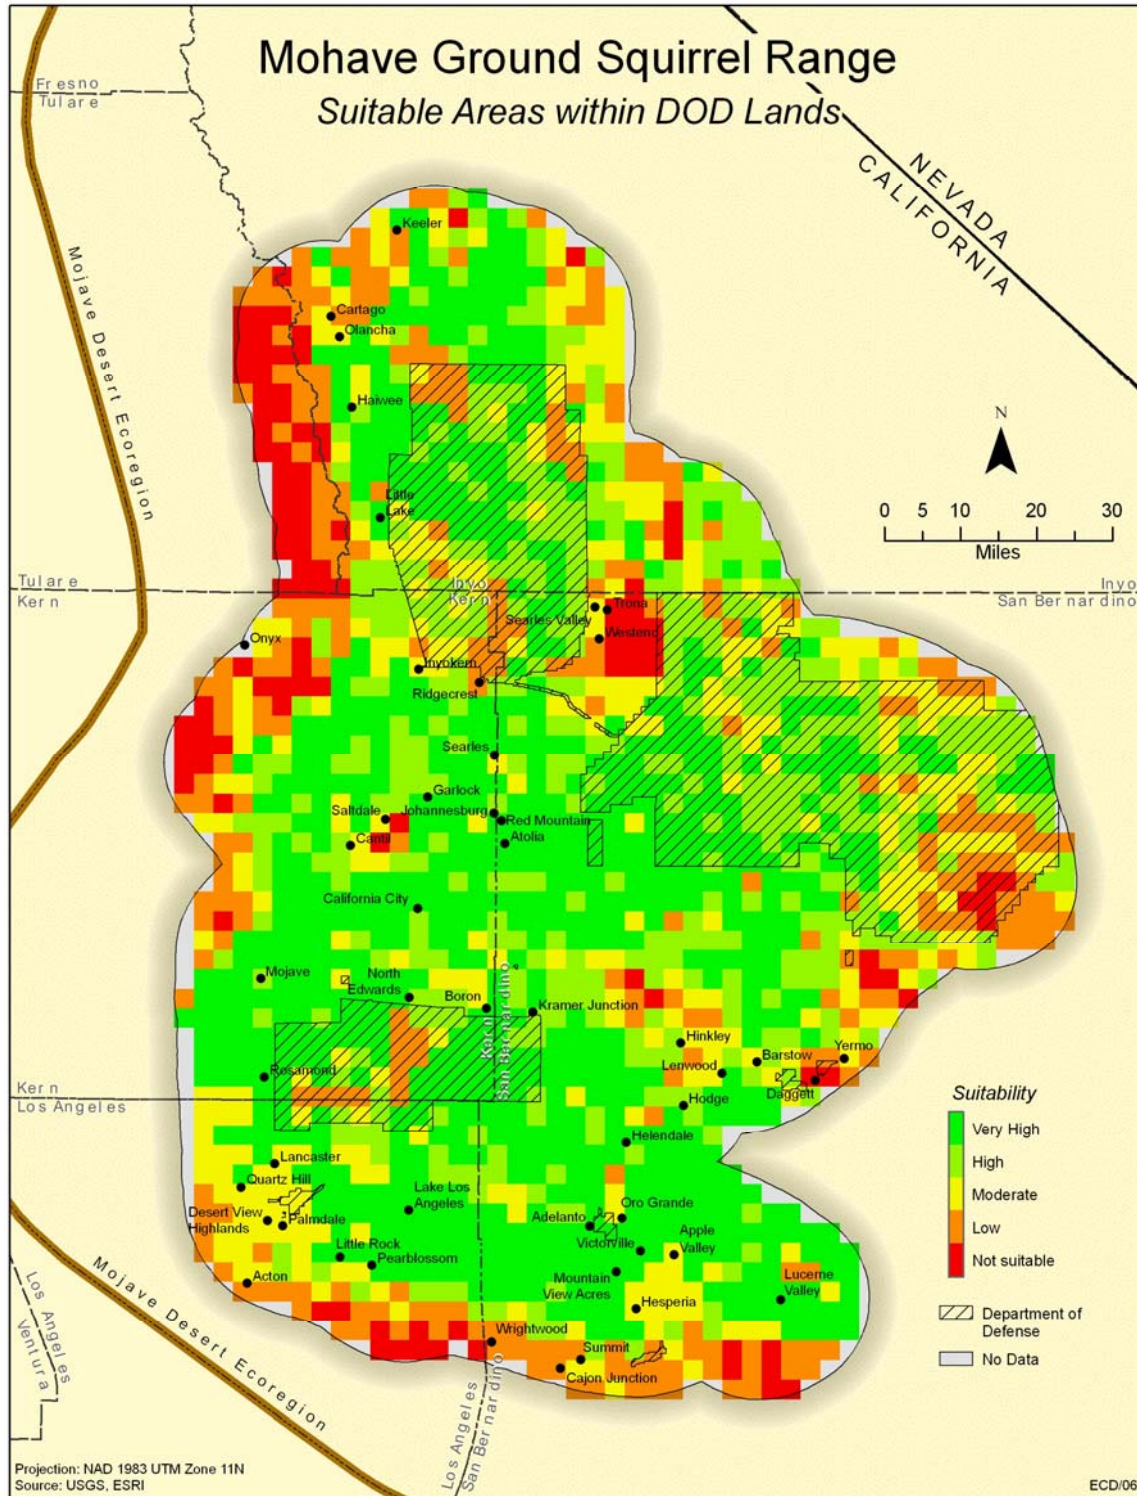 Mohave Ground Squirrel Range
Suitable Areas within DOD Lands
Fresno
Tulare
NEVADA
CALIFORNIA
Mojave Desert Ecoregion
Keeler
Cartago
Olancha
Haiwee
N
Little
Lake
0 5 10 20 30
Miles
Tulare
Kern
Inyo
Kern
Inyo
San Bernardino
Searles Valley
Trona
Westend
Onyx
Inyokern
Ridgecrest
Searles
Garlock
Saltdale
Johannesburg
Red Mountain
Cantil
Atolia
California City
Mojave
North
Edwards
Boron
Kern
San Bernardino
Kramer Junction
Hinkley
Lenwood
Barstow
Yermo
Daggett
Rosamond
Hodge
Kern
Los Angeles
Helendale
Lancaster
Quartz Hill
Desert View
Highlands
Palmdale
Lake Los
Angeles
Adelanto
Oro Grande
Victorville
Apple
Valley
Little Rock
Pearblossom
Acton
Mountain
View Acres
Hesperia
Lucerne
Valley
Wrightwood
Summit
Cajon Junction
Los Angeles
San Bernardino
Los Angeles
Ventura
Mojave Desert Ecoregion
Suitability
Very High
High
Moderate
Low
Not suitable
Department of
Defense
No Data
Projection: NAD 1983 UTM Zone 11N
Source: USGS, ESRI
ECD/06